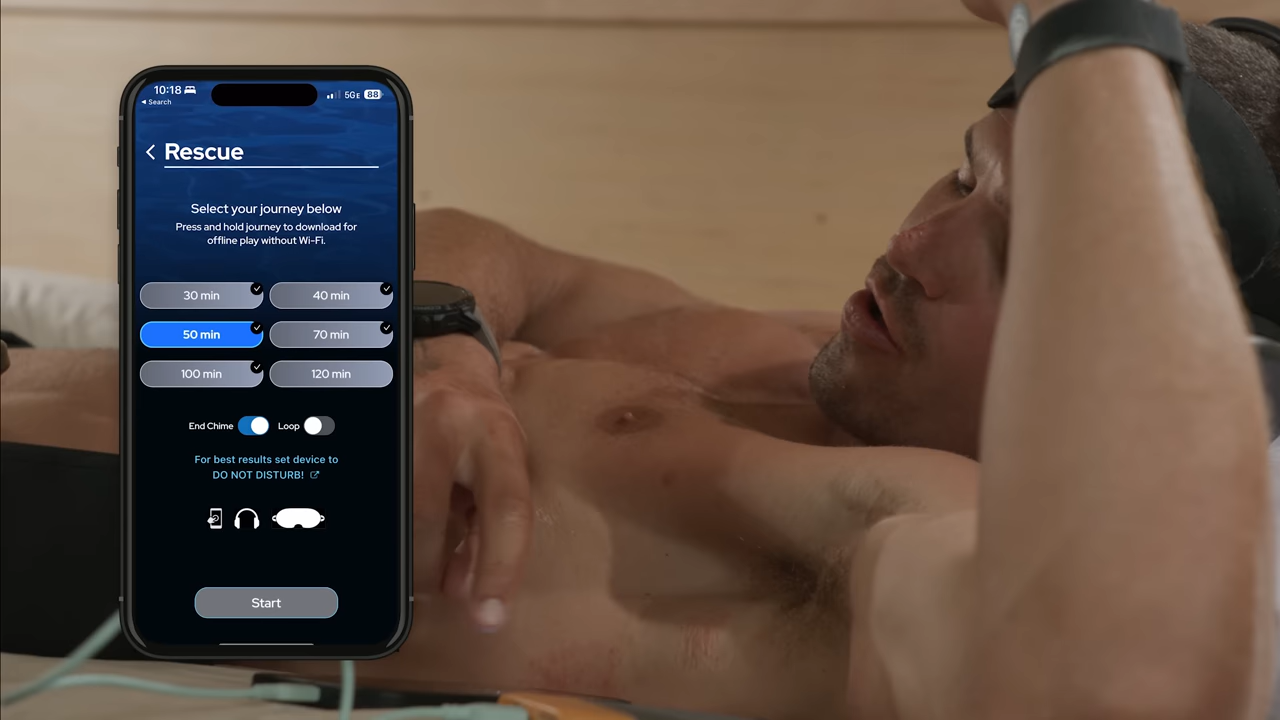 10:18
5GE 88
◀ Search
Rescue
Select your journey below
Press and hold journey to download for
offline play without Wi-Fi.
30 min 40 min
50 min 70 min
100 min 120 min
End Chime Loop
For best results set device to
DO NOT DISTURB!
Start